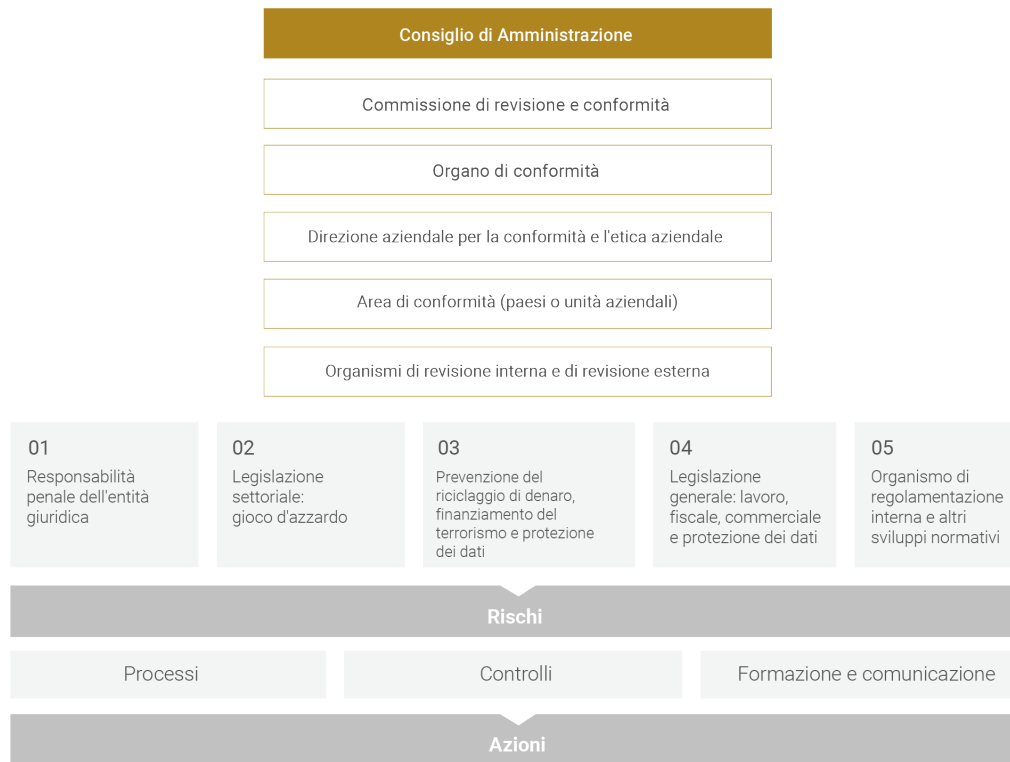 Consiglio di Amministrazione
Commissione di revisione e conformità
Organo di conformità
Direzione aziendale per la conformità e l'etica aziendale
Area di conformità (paesi o unità aziendali)
Organismi di revisione interna e di revisione esterna
01
Responsabilità
penale dell'entità
giuridica
02
Legislazione
settoriale:
gioco d'azzardo
03
Prevenzione del
riciclaggio di denaro,
finanziamento del
terrorismo e protezione
dei dati
04
Legislazione
generale: lavoro,
fiscale, commerciale
e protezione dei dati
05
Organismo di
regolamentazione
interna e altri
sviluppi normativi
Rischi
Processi
Controlli
Formazione e comunicazione
Azioni